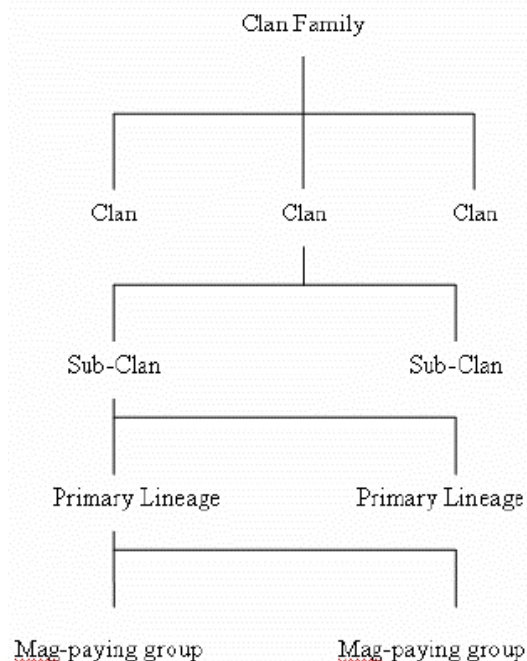 Clan Family
Clan Clan Clan
Sub-Clan Sub-Clan
Primary Lineage Primary Lineage
Mag-paying group Mag-paying group